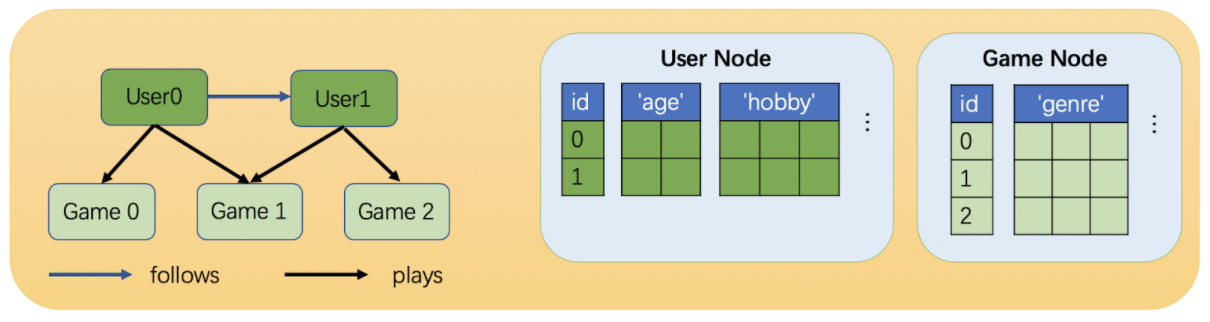 User0
User1
Game 0
Game 1
Game 2
follows
plays
User Node
id 'age' 'hobby'
0
1
⋮
Game Node
id 'genre'
0
1
2
⋮